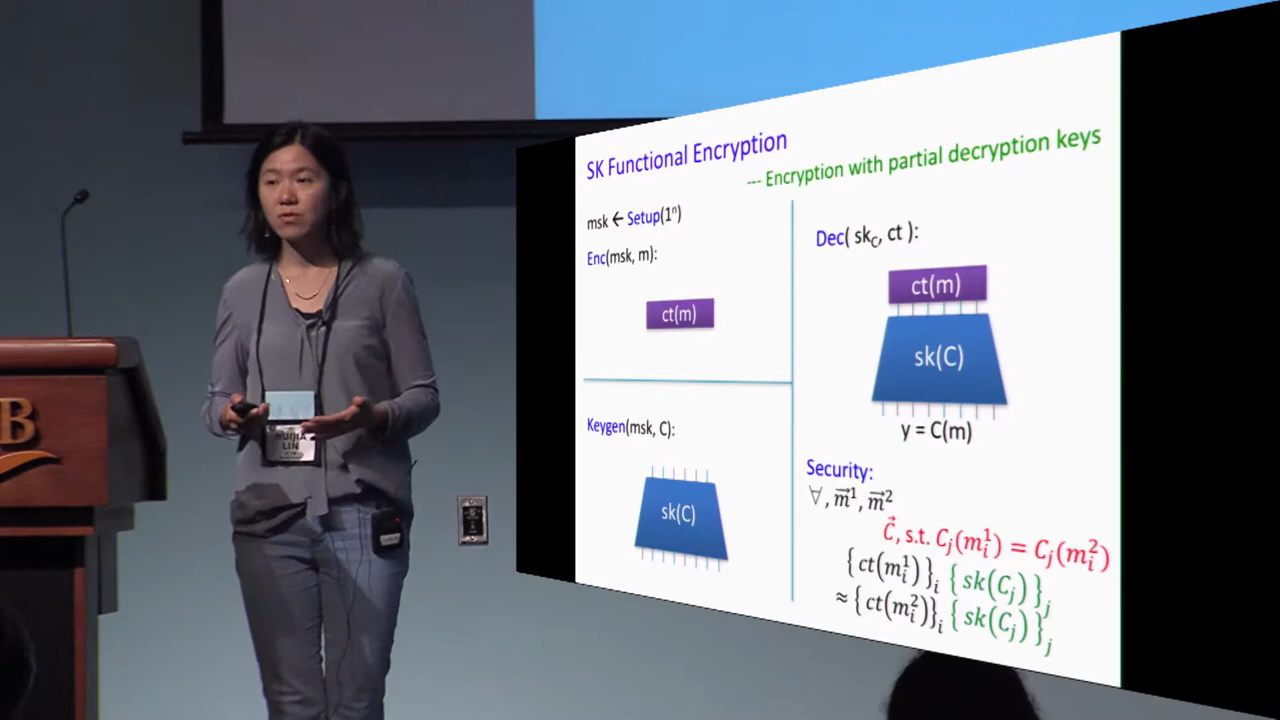 SK Functional Encryption
--- Encryption with partial decryption keys
msk ← Setup(1ⁿ)
Enc(msk, m):
ct(m)
Keygen(msk, C):
sk(C)
Dec( sk_C, ct ):
ct(m)
sk(C)
y = C(m)
Security:
∀, m⃗¹, m⃗²
C⃗, s.t. C_j(m_i¹) = C_j(m_i²)
{ct(m_i¹)}_i {sk(C_j)}_j
≈ {ct(m_i²)}_i {sk(C_j)}_j
B
HUIJIA
LIN